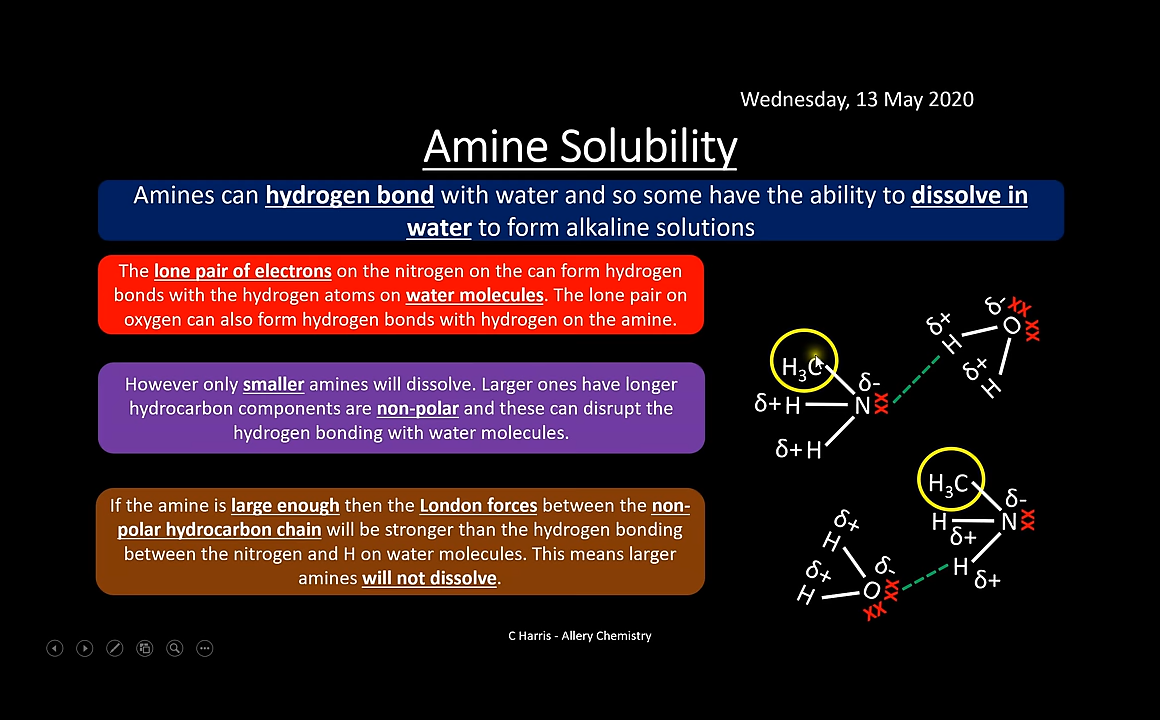 Wednesday, 13 May 2020
Amine Solubility
Amines can hydrogen bond with water and so some have the ability to dissolve in
water to form alkaline solutions
The lone pair of electrons on the nitrogen on the can form hydrogen
bonds with the hydrogen atoms on water molecules. The lone pair on
oxygen can also form hydrogen bonds with hydrogen on the amine.
However only smaller amines will dissolve. Larger ones have longer
hydrocarbon components are non-polar and these can disrupt the
hydrogen bonding with water molecules.
If the amine is large enough then the London forces between the non-
polar hydrocarbon chain will be stronger than the hydrogen bonding
between the nitrogen and H on water molecules. This means larger
amines will not dissolve.
δ- xx
δ+ O xx
H
δ+
H
H₃C
δ-
δ+ H N xx
δ+ H
H₃C
δ-
H N xx
δ+
H
δ+
δ+
H
δ+ δ-
H O xx
xx
C Harris - Allery Chemistry